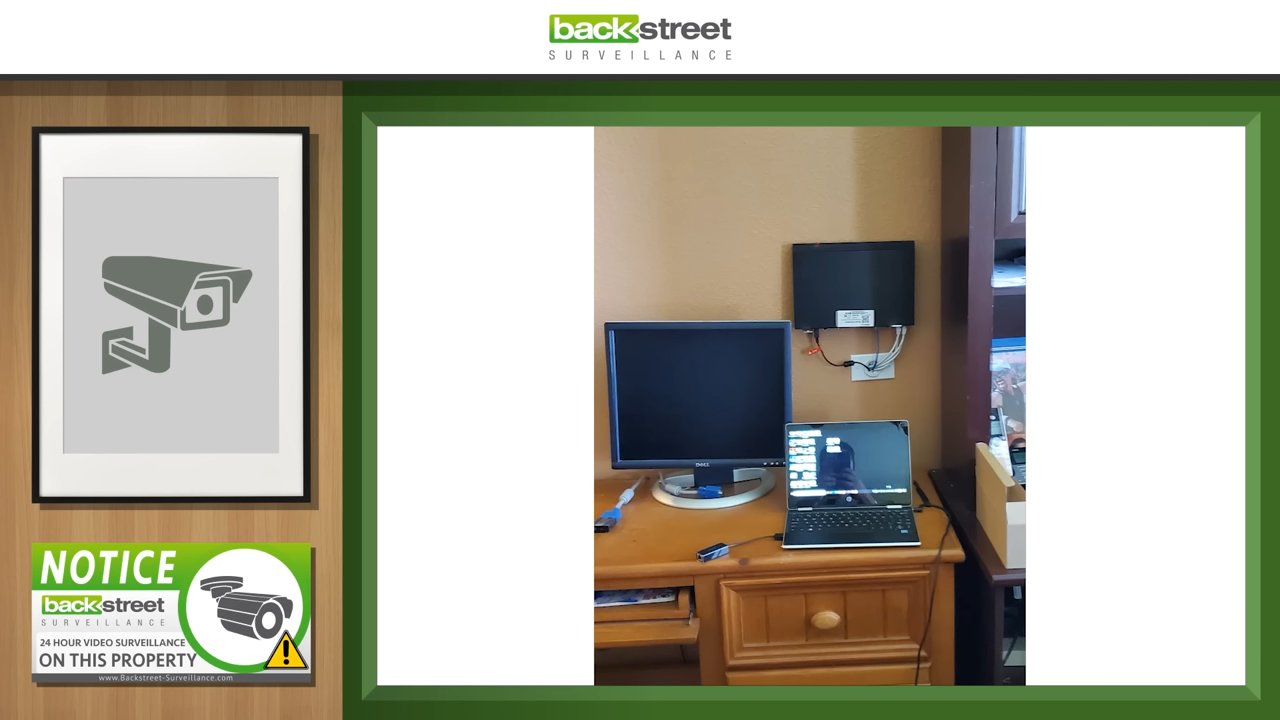 backstreet
SURVEILLANCE
NOTICE
backstreet
SURVEILLANCE
24 HOUR VIDEO SURVEILLANCE
ON THIS PROPERTY
www.Backstreet-Surveillance.com
DELL